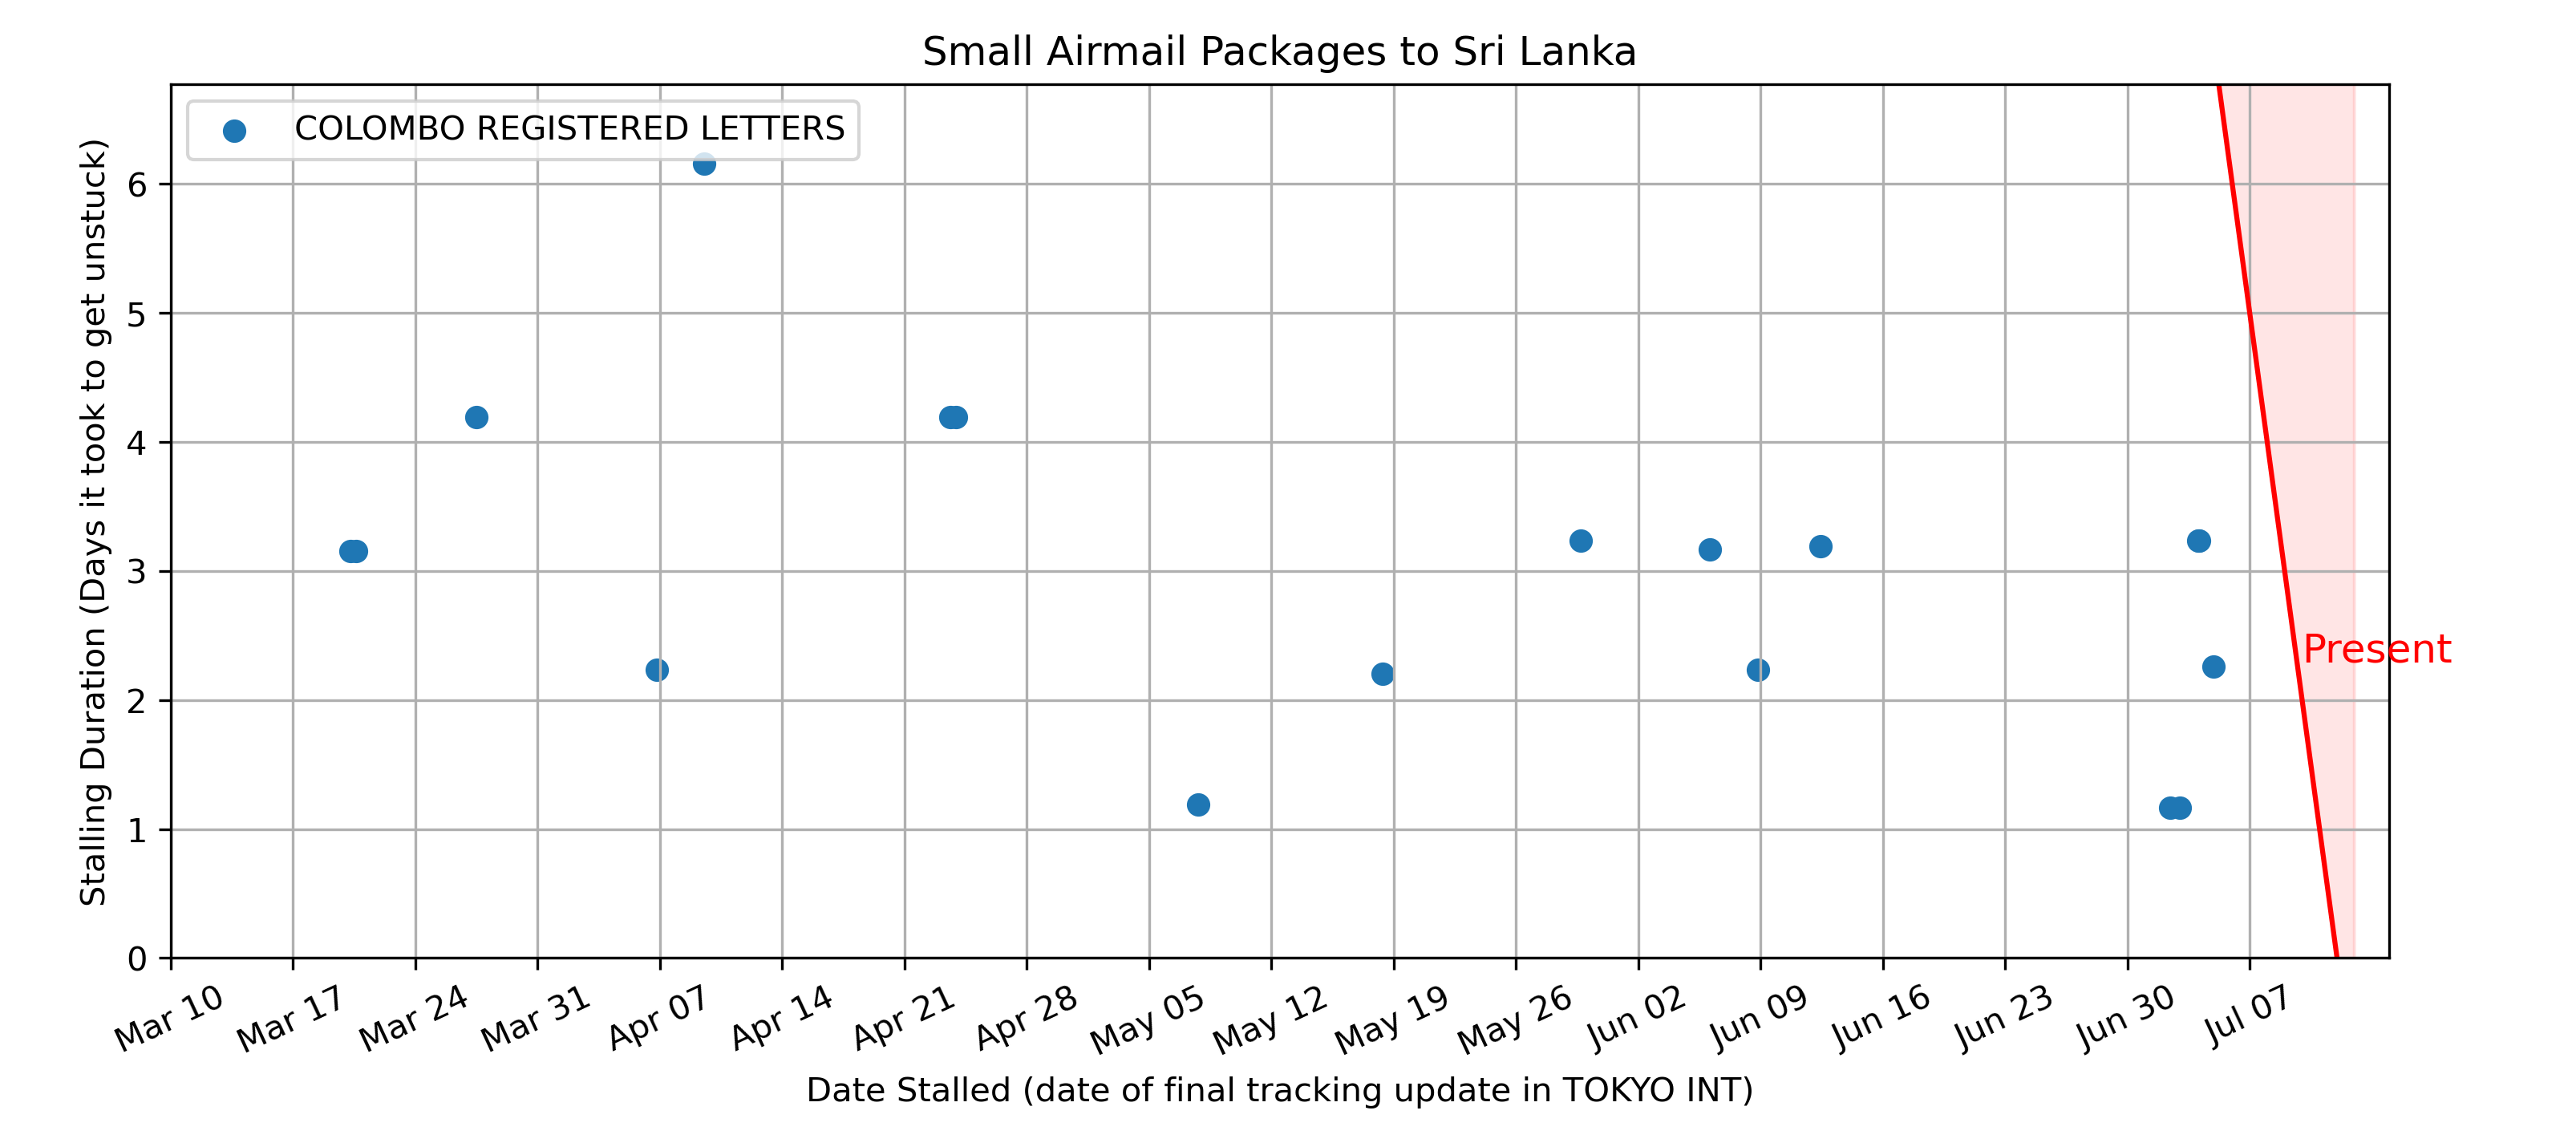 Small Airmail Packages to Sri Lanka
COLOMBO REGISTERED LETTERS
Stalling Duration (Days it took to get unstuck)
6
5
4
3
2
1
0
Present
Mar 10
Mar 17
Mar 24
Mar 31
Apr 07
Apr 14
Apr 21
Apr 28
May 05
May 12
May 19
May 26
Jun 02
Jun 09
Jun 16
Jun 23
Jun 30
Jul 07
Date Stalled (date of final tracking update in TOKYO INT)